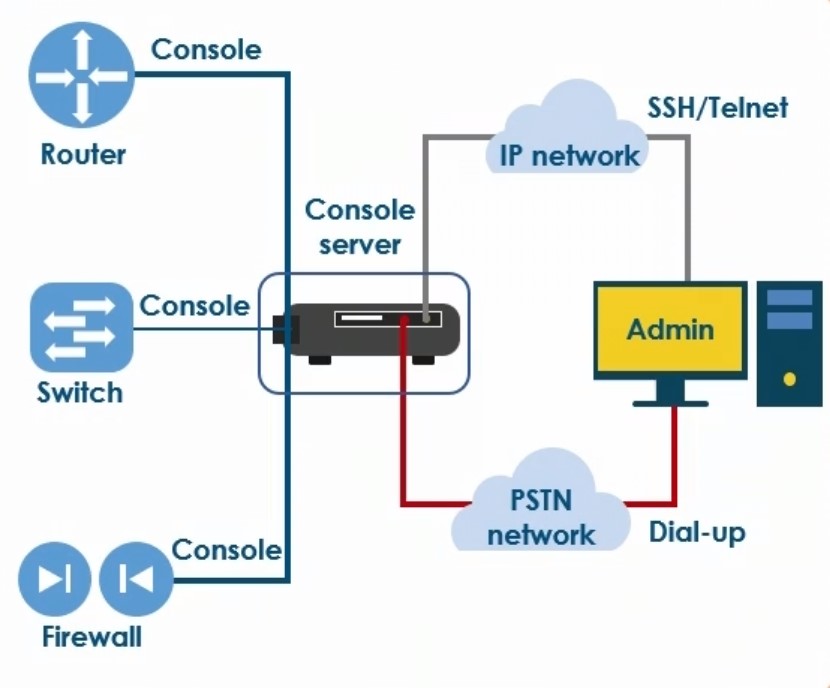 Console
Router
SSH/Telnet
IP network
Console
server
Console
Switch
Admin
PSTN
network
Dial-up
Console
Firewall